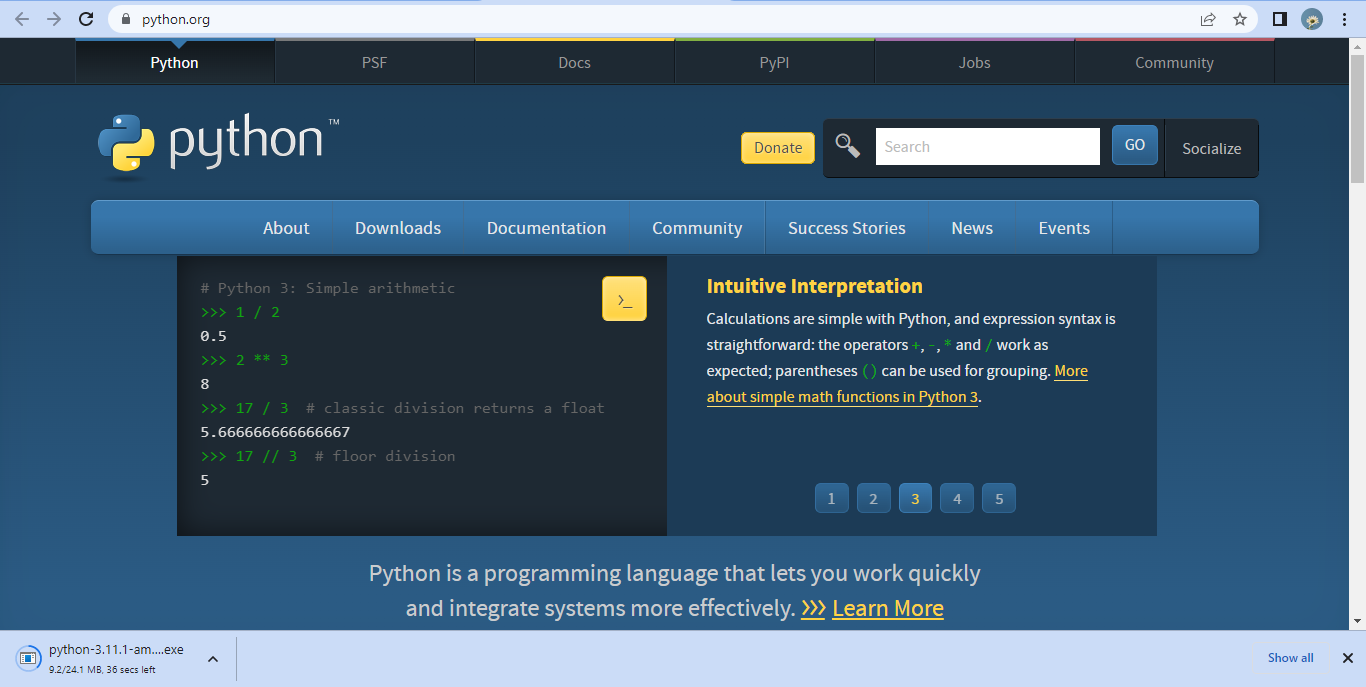 python.org
Python PSF Docs PyPI Jobs Community
python™
Donate Search GO Socialize
About Downloads Documentation Community Success Stories News Events
# Python 3: Simple arithmetic
>>> 1 / 2
0.5
>>> 2 ** 3
8
>>> 17 / 3 # classic division returns a float
5.666666666666667
>>> 17 // 3 # floor division
5
>_
Intuitive Interpretation
Calculations are simple with Python, and expression syntax is
straightforward: the operators +, -, * and / work as
expected; parentheses () can be used for grouping. More
about simple math functions in Python 3.
1 2 3 4 5
Python is a programming language that lets you work quickly
and integrate systems more effectively. >>> Learn More
python-3.11.1-am....exe
9.2/24.1 MB, 36 secs left
Show all